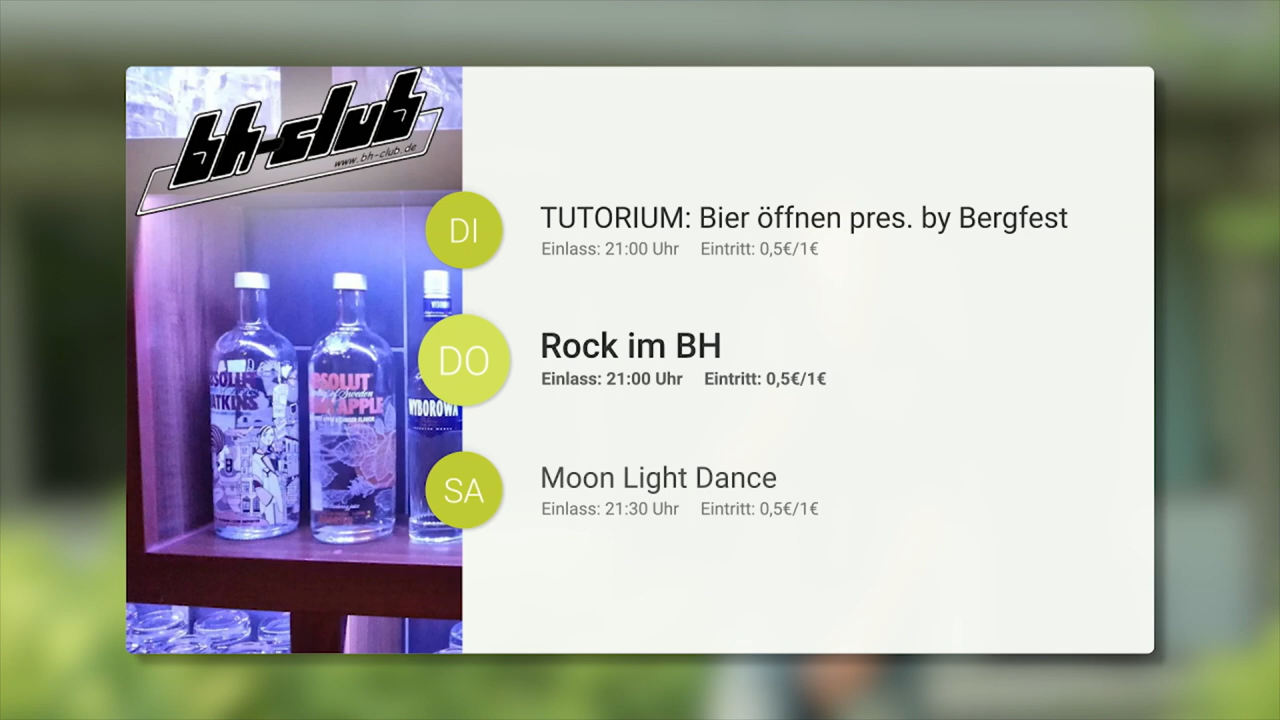 bh-club
www.bh-club.de
DI
TUTORIUM: Bier öffnen pres. by Bergfest
Einlass: 21:00 Uhr Eintritt: 0,5€/1€
DO
Rock im BH
Einlass: 21:00 Uhr Eintritt: 0,5€/1€
SA
Moon Light Dance
Einlass: 21:30 Uhr Eintritt: 0,5€/1€
APPLE
WYBOROWA